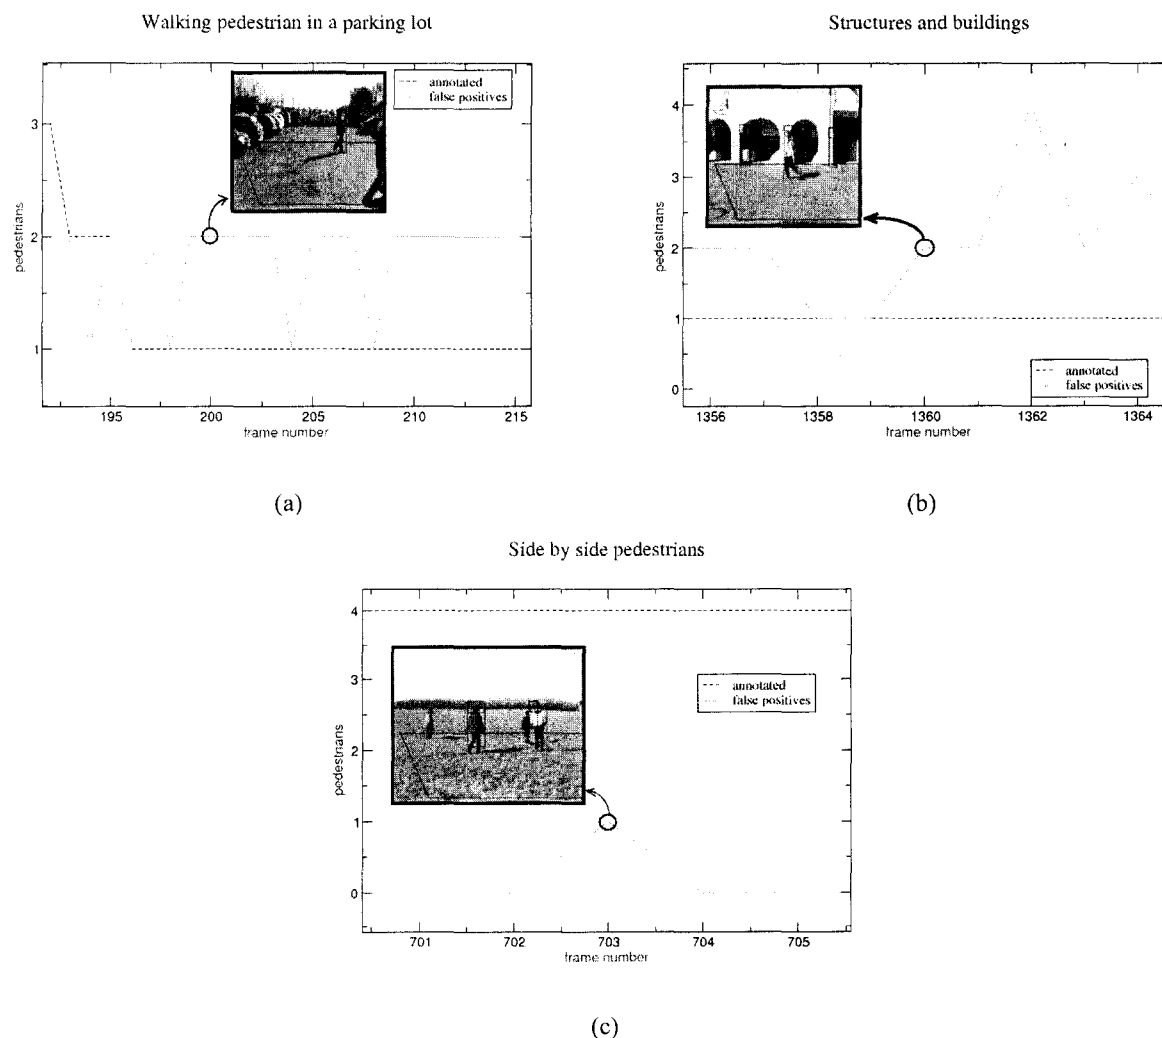 Walking pedestrian in a parking lot
annotated
false positives
3
2
1
pedestrians
195
200
205
210
215
frame number
(a)
Structures and buildings
4
3
2
1
0
pedestrians
annotated
false positives
1356
1358
1360
1362
1364
frame number
(b)
Side by side pedestrians
4
3
2
1
0
pedestrians
annotated
false positives
701
702
703
704
705
frame number
(c)